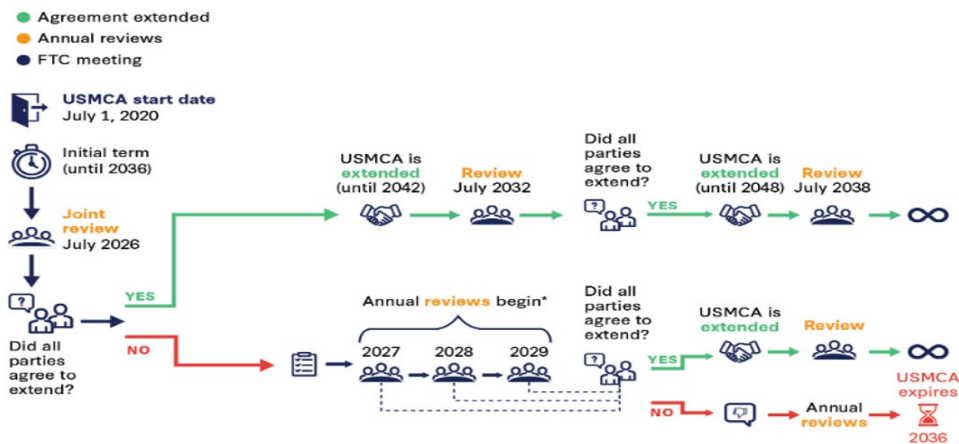 Agreement extended
Annual reviews
FTC meeting
USMCA start date
July 1, 2020
Initial term
(until 2036)
Joint
review
July 2026
?
Did all
parties
agree to
extend?
YES
NO
USMCA is
extended
(until 2042)
Review
July 2032
Did all
parties
agree to
extend?
?
YES
USMCA is
extended
(until 2048)
Review
July 2038
Annual reviews begin*
2027
2028
2029
Did all
parties
agree to
extend?
?
YES
USMCA is
extended
Review
NO
Annual
reviews
USMCA
expires
2036